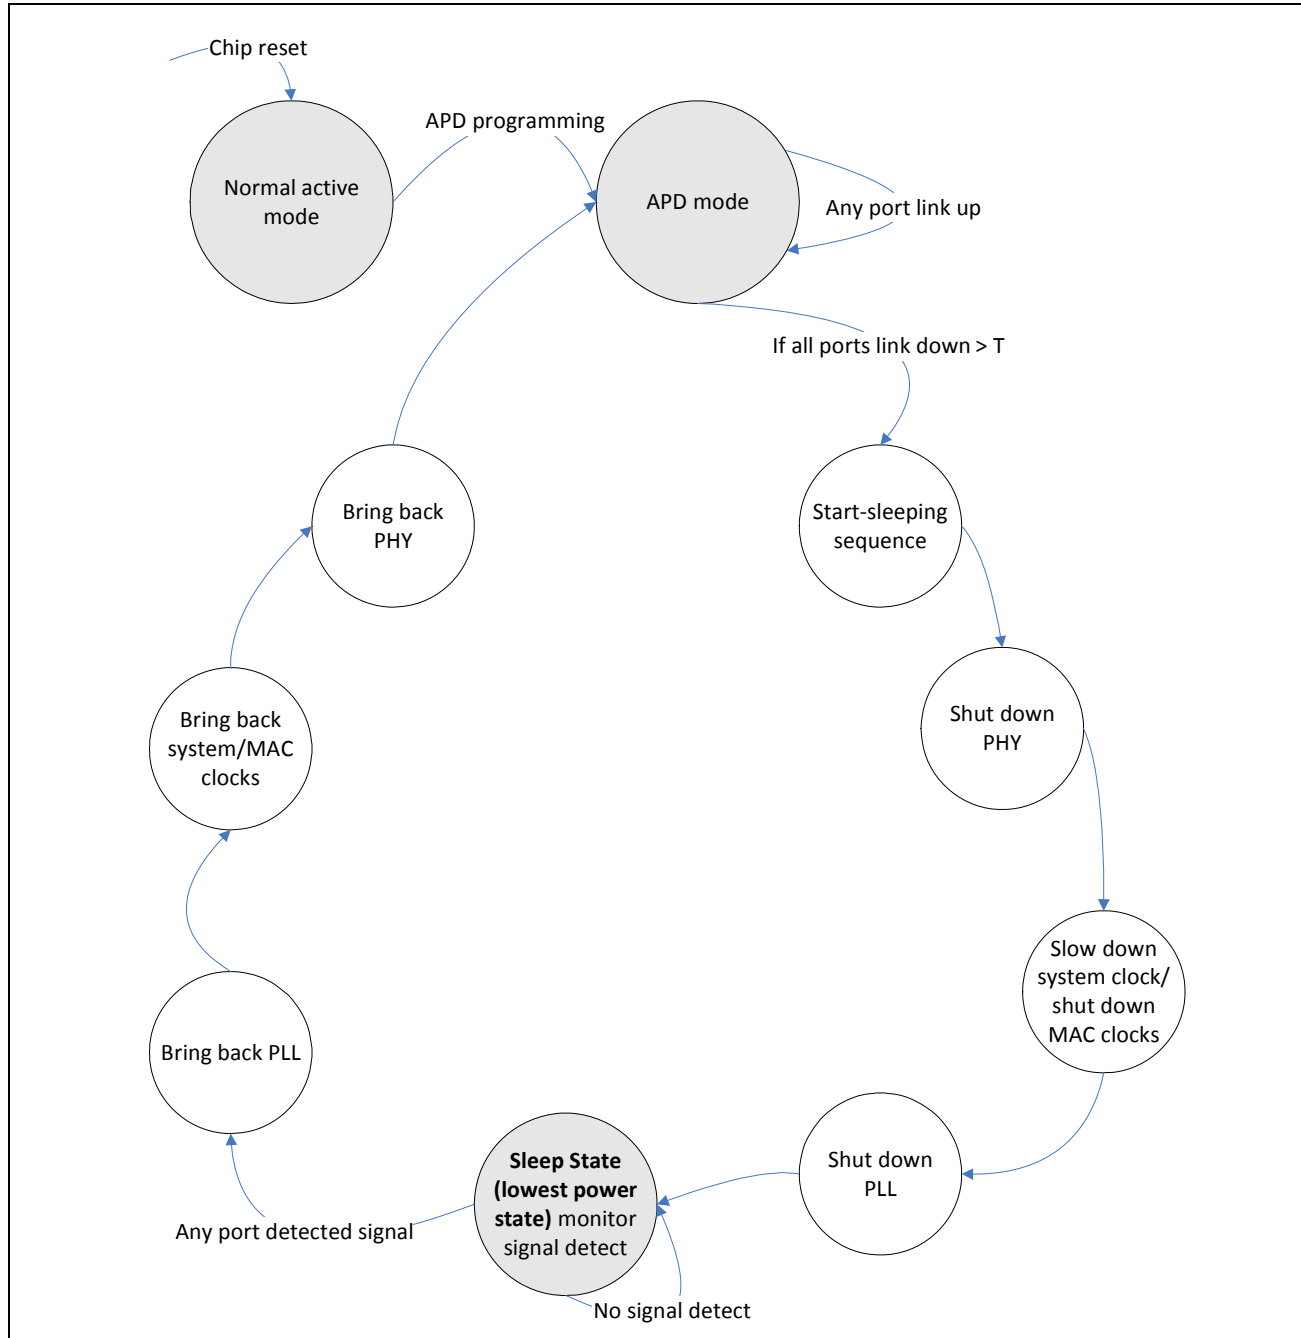 Chip reset
APD programming
Normal active
mode
APD mode
Any port link up
If all ports link down > T
Bring back
PHY
Start-sleeping
sequence
Bring back
system/MAC
clocks
Shut down
PHY
Slow down
system clock/
shut down
MAC clocks
Bring back PLL
Shut down
PLL
Sleep State
(lowest power
state) monitor
signal detect
Any port detected signal
No signal detect